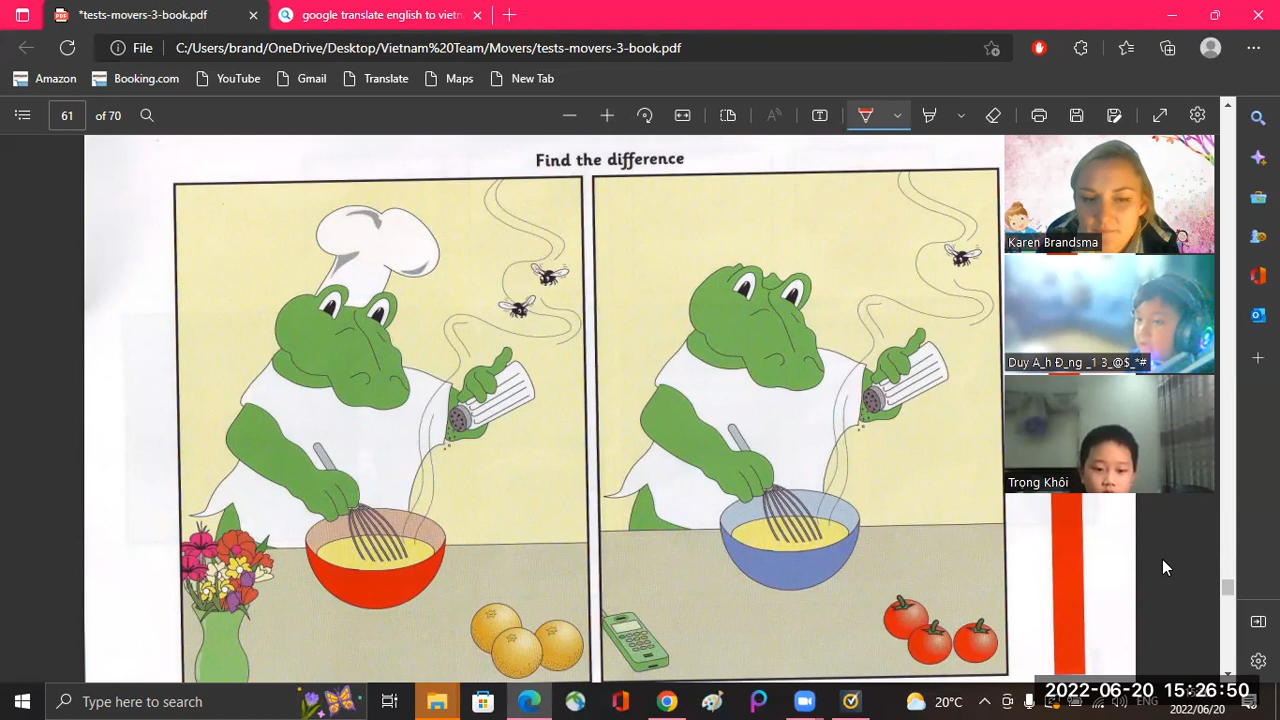 *tests-movers-3-book.pdf
google translate english to vietn
File
C:/Users/brand/OneDrive/Desktop/Vietnam%20Team/Movers/tests-movers-3-book.pdf
Amazon
Booking.com
YouTube
Gmail
Translate
Maps
New Tab
61 of 70
Find the difference
Karen Brandsma
Duy A_h Đ_ng _1 3_@$_*#
Trọng Khôi
Type here to search
20°C
ENG
2022-06-20 15:26:50
2022/06/20